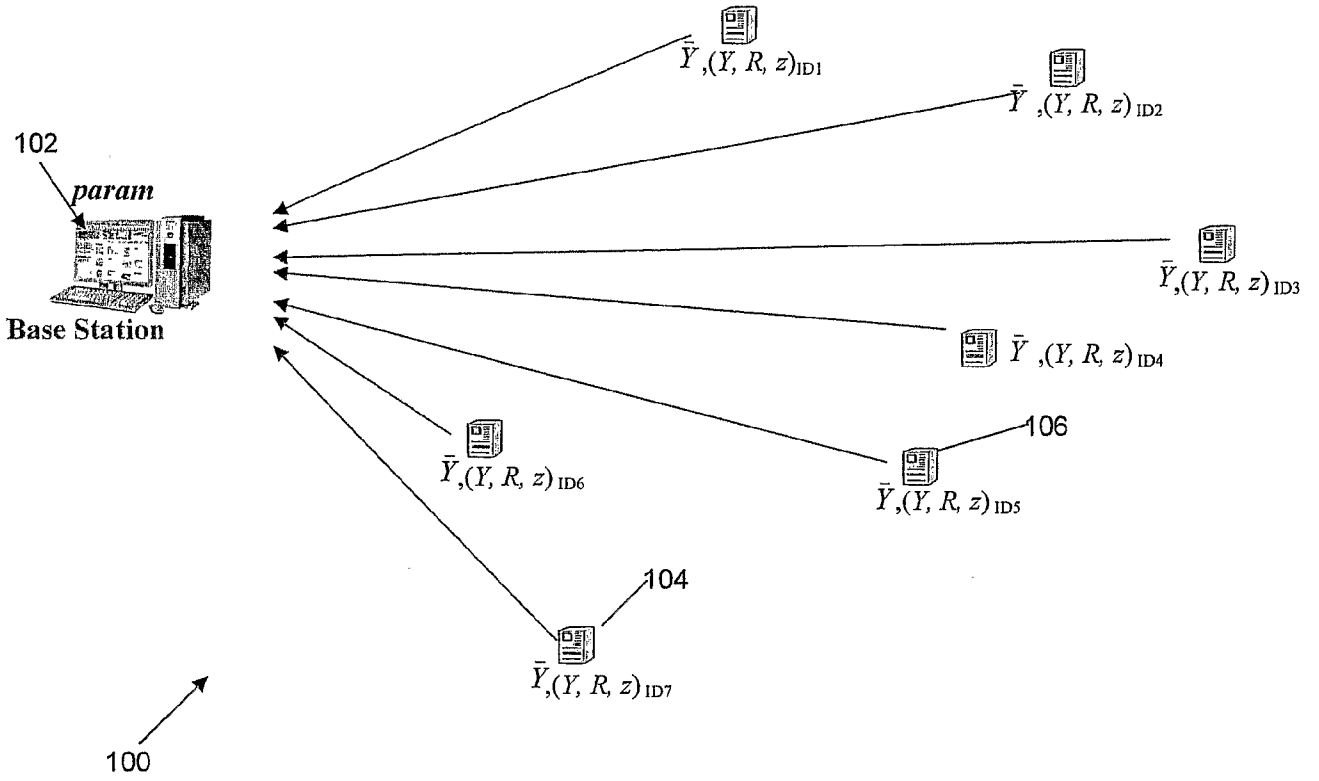 Ȳ,(Y, R, z)ID1
Ȳ ,(Y, R, z) ID2
102
param
Base Station
Ȳ,(Y, R, z) ID3
Ȳ ,(Y, R, z) ID4
106
Ȳ,(Y, R, z) ID6
Ȳ,(Y, R, z) ID5
104
Ȳ,(Y, R, z) ID7
100